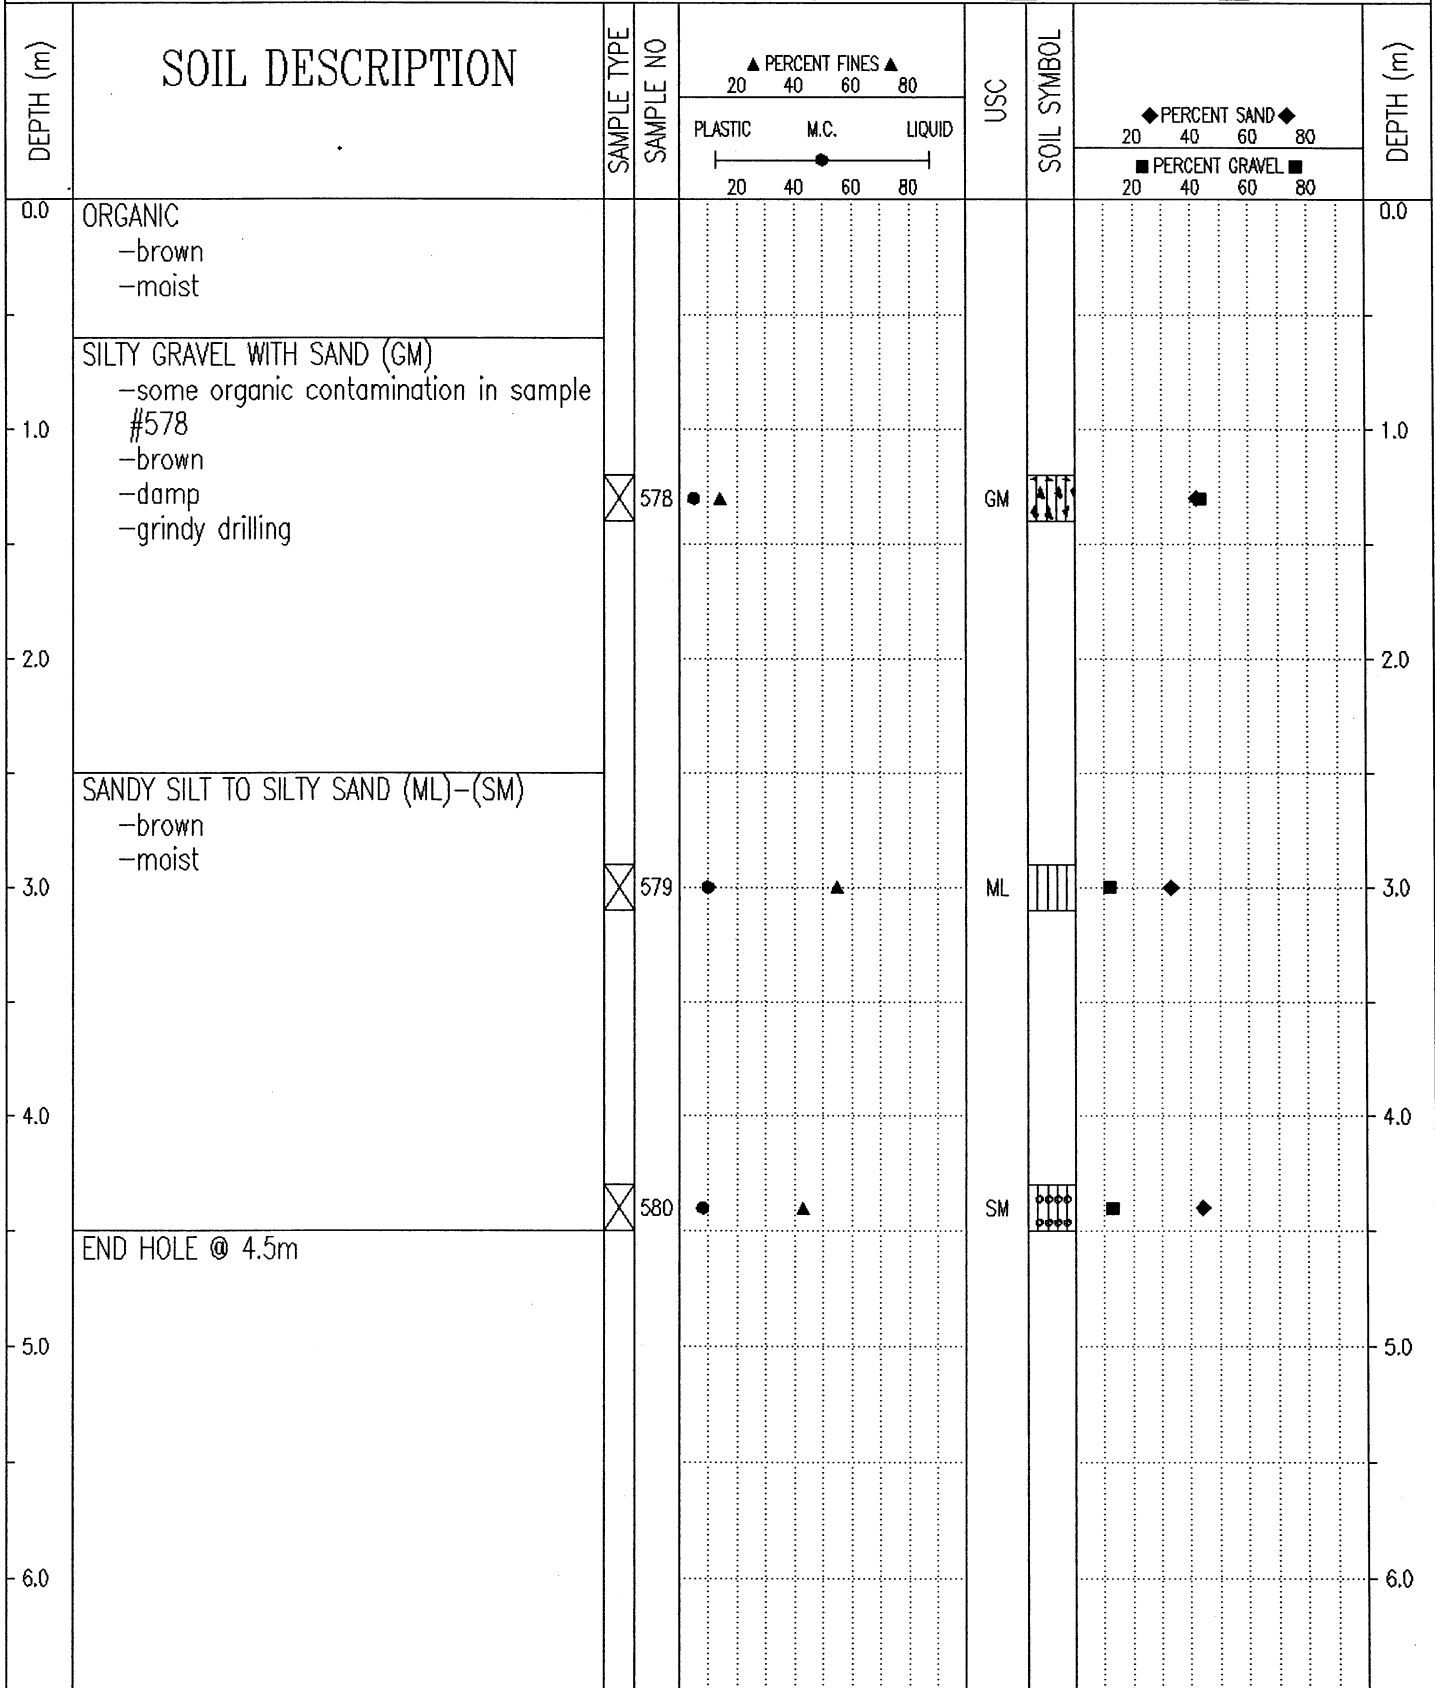 DEPTH (m)
SOIL DESCRIPTION
SAMPLE TYPE
SAMPLE NO
▲ PERCENT FINES ▲
20 40 60 80
PLASTIC M.C. LIQUID
20 40 60 80
USC
SOIL SYMBOL
◆ PERCENT SAND ◆
20 40 60 80
■ PERCENT GRAVEL ■
20 40 60 80
DEPTH (m)
0.0
ORGANIC
—brown
—moist
0.0
SILTY GRAVEL WITH SAND (GM)
—some organic contamination in sample
#578
1.0
1.0
—brown
—damp
578
GM
—grindy drilling
2.0
2.0
SANDY SILT TO SILTY SAND (ML)—(SM)
—brown
—moist
3.0
579
ML
3.0
4.0
4.0
580
SM
END HOLE @ 4.5m
5.0
5.0
6.0
6.0